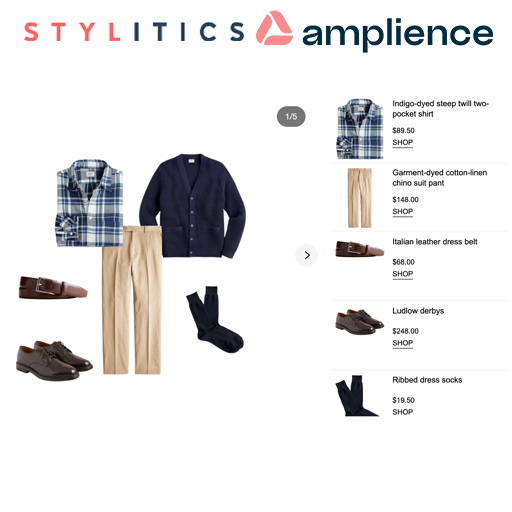 STYLITICS amplience
1/5
Indigo-dyed steep twill two-
pocket shirt
$89.50
SHOP
Garment-dyed cotton-linen
chino suit pant
$148.00
SHOP
Italian leather dress belt
$68.00
SHOP
Ludlow derbys
$248.00
SHOP
Ribbed dress socks
$19.50
SHOP